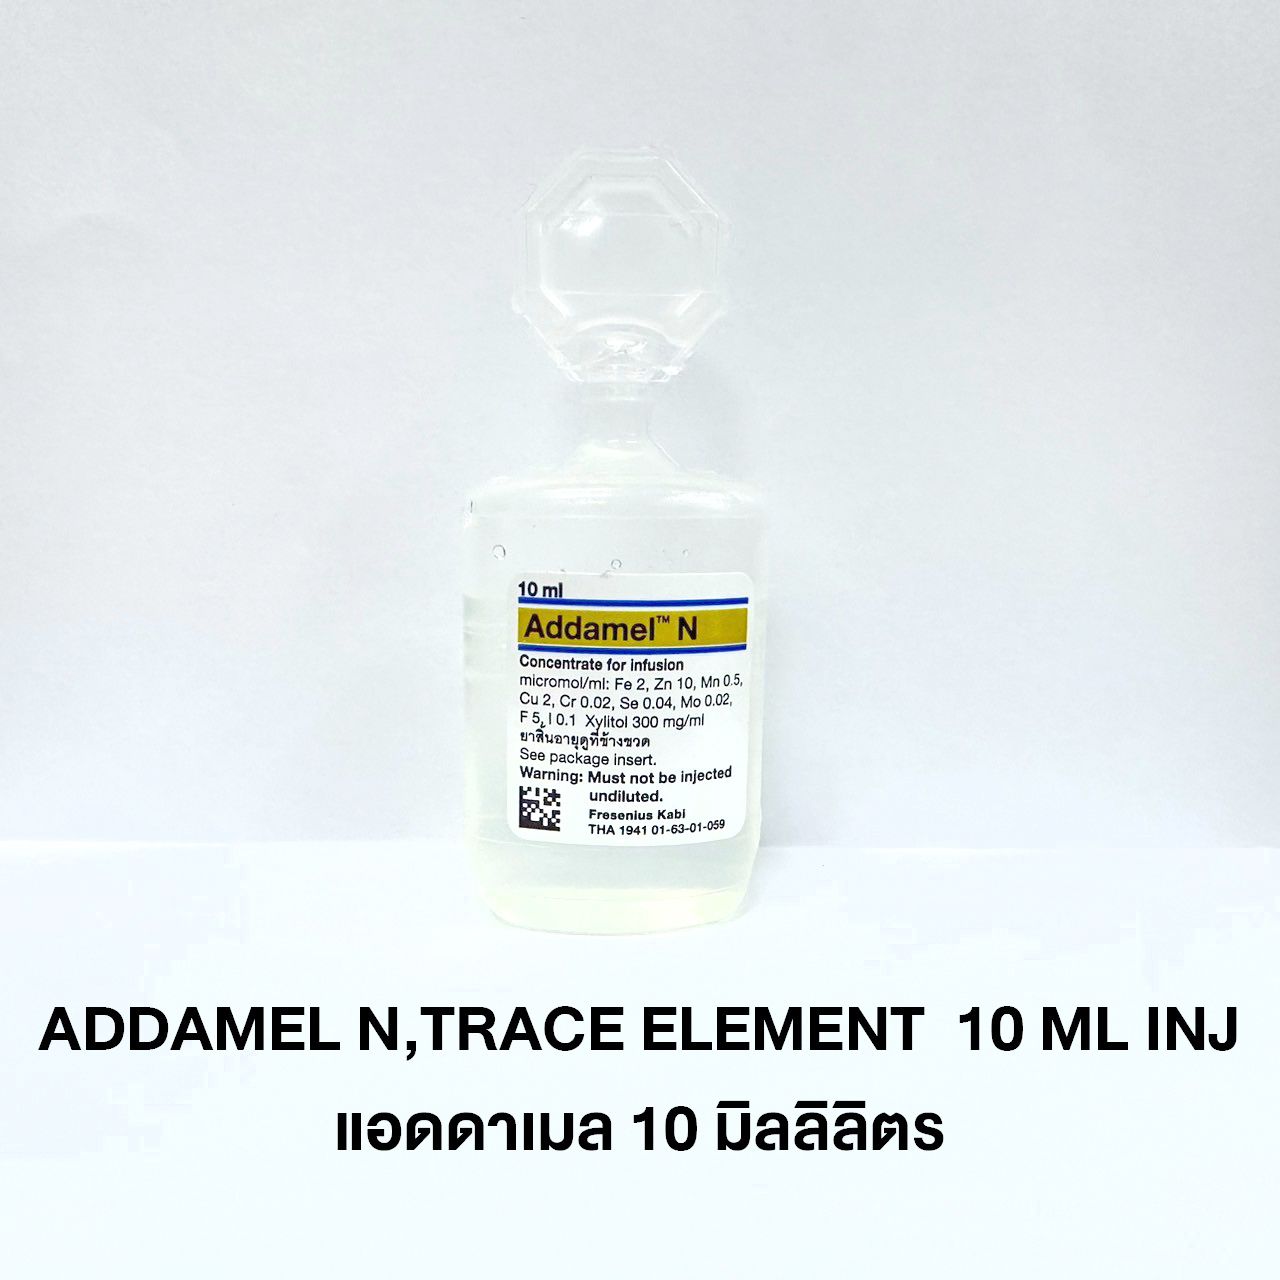 10 ml
Addamel™ N
Concentrate for infusion
micromol/ml: Fe 2, Zn 10, Mn 0.5,
Cu 2, Cr 0.02, Se 0.04, Mo 0.02,
F 5, I 0.1 Xylitol 300 mg/ml
ยาสิ้นอายุดูที่ข้างขวด
See package insert.
Warning: Must not be injected
undiluted.
Fresenius Kabi
THA 1941 01-63-01-059
ADDAMEL N,TRACE ELEMENT 10 ML INJ
แอดดาเมล 10 มิลลิลิตร